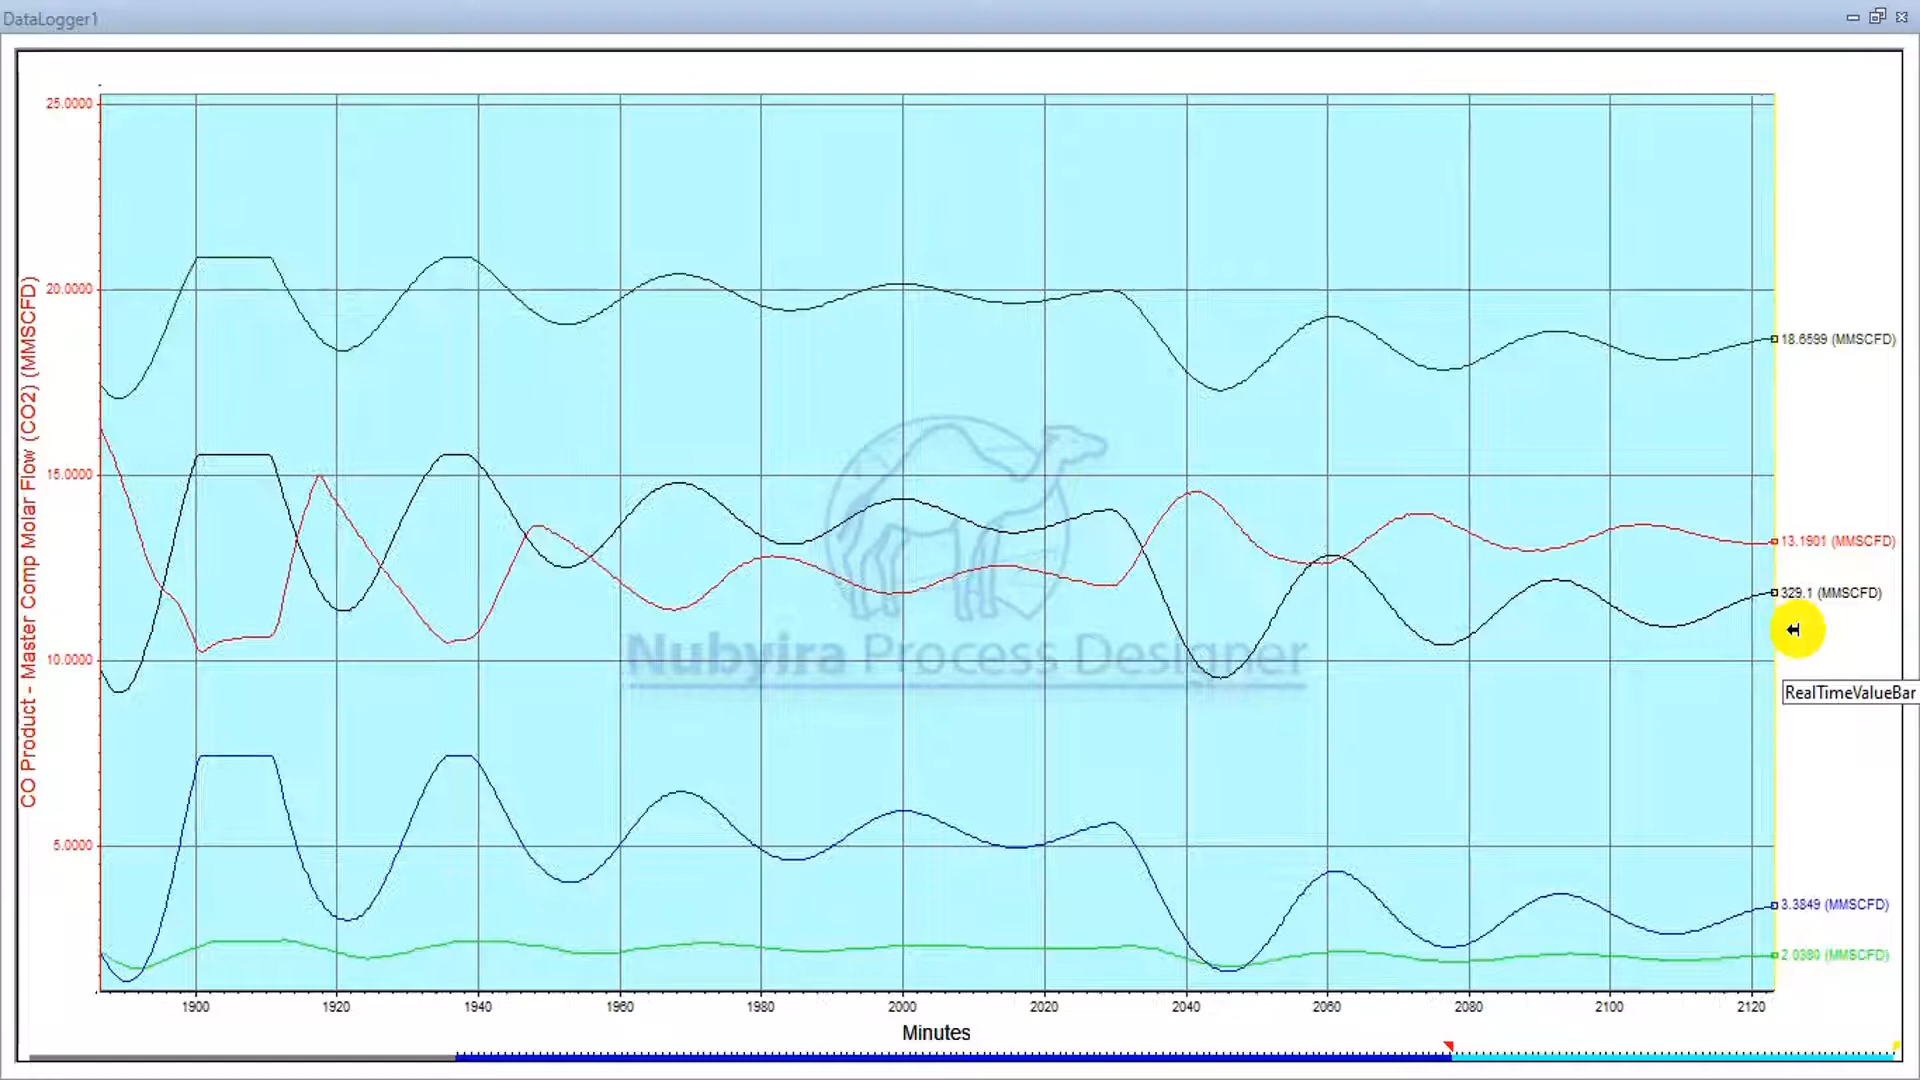 DataLogger1
CO Product - Master Comp Molar Flow (CO2) (MMSCFD)
25.0000
20.0000
15.0000
10.0000
5.0000
18.6599 (MMSCFD)
13.1901 (MMSCFD)
329.1 (MMSCFD)
RealTimeValueBar
3.3849 (MMSCFD)
2.0380 (MMSCFD)
Nubyira Process Designer
1900 1920 1940 1960 1980 2000 2020 2040 2060 2080 2100 2120
Minutes